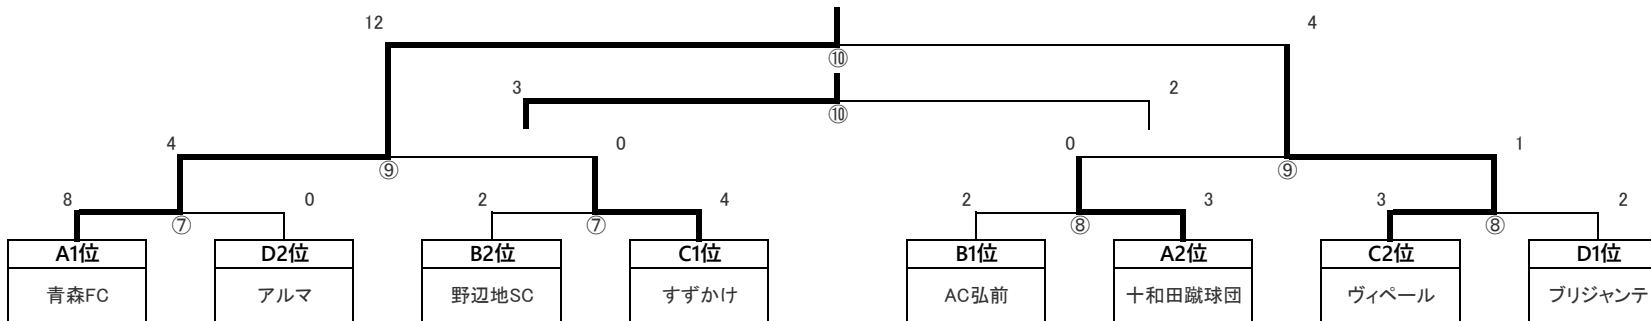 12 4
⑩
3 2
⑩
4 0 0 1
⑨ ⑨
8 0 2 4 2 3 3 2
⑦ ⑦ ⑧ ⑧
A1位 D2位 B2位 C1位 B1位 A2位 C2位 D1位
青森FC アルマ 野辺地SC すずかけ AC弘前 十和田蹴球団 ヴィペール ブリジャンテ